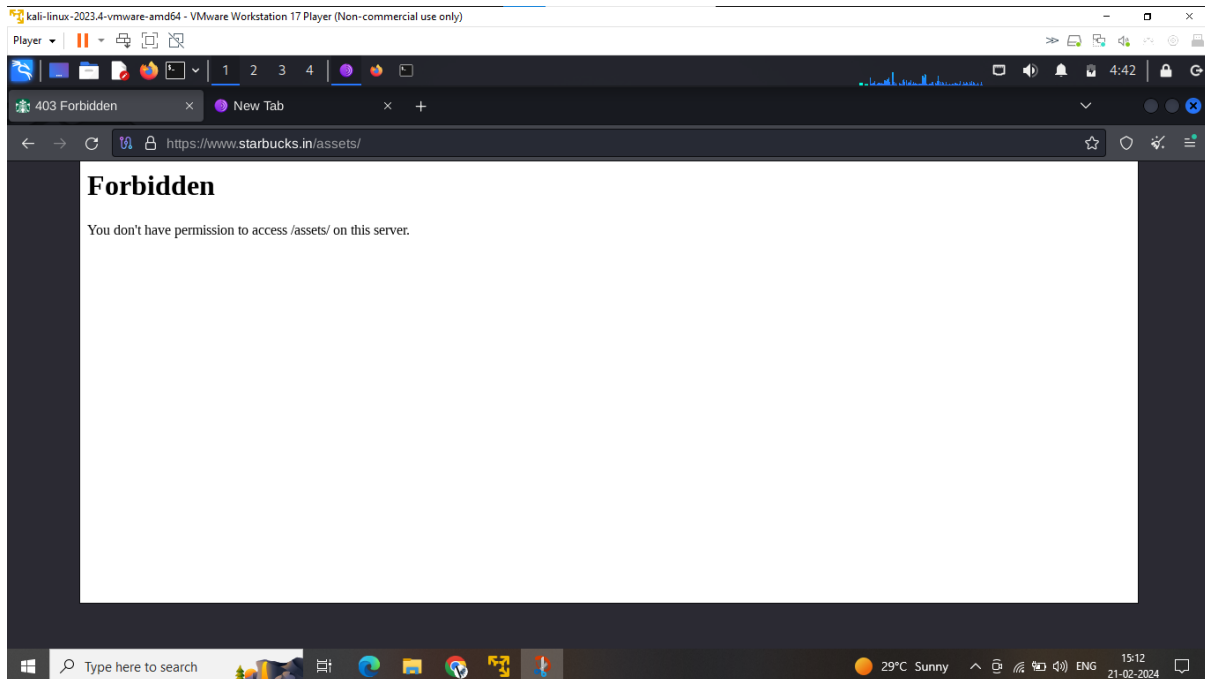 kali-linux-2023.4-vmware-amd64 - VMware Workstation 17 Player (Non-commercial use only)
Player
1 2 3 4
4:42
403 Forbidden
New Tab
https://www.starbucks.in/assets/
Forbidden
You don't have permission to access /assets/ on this server.
Type here to search
29°C Sunny
ENG
15:12
21-02-2024